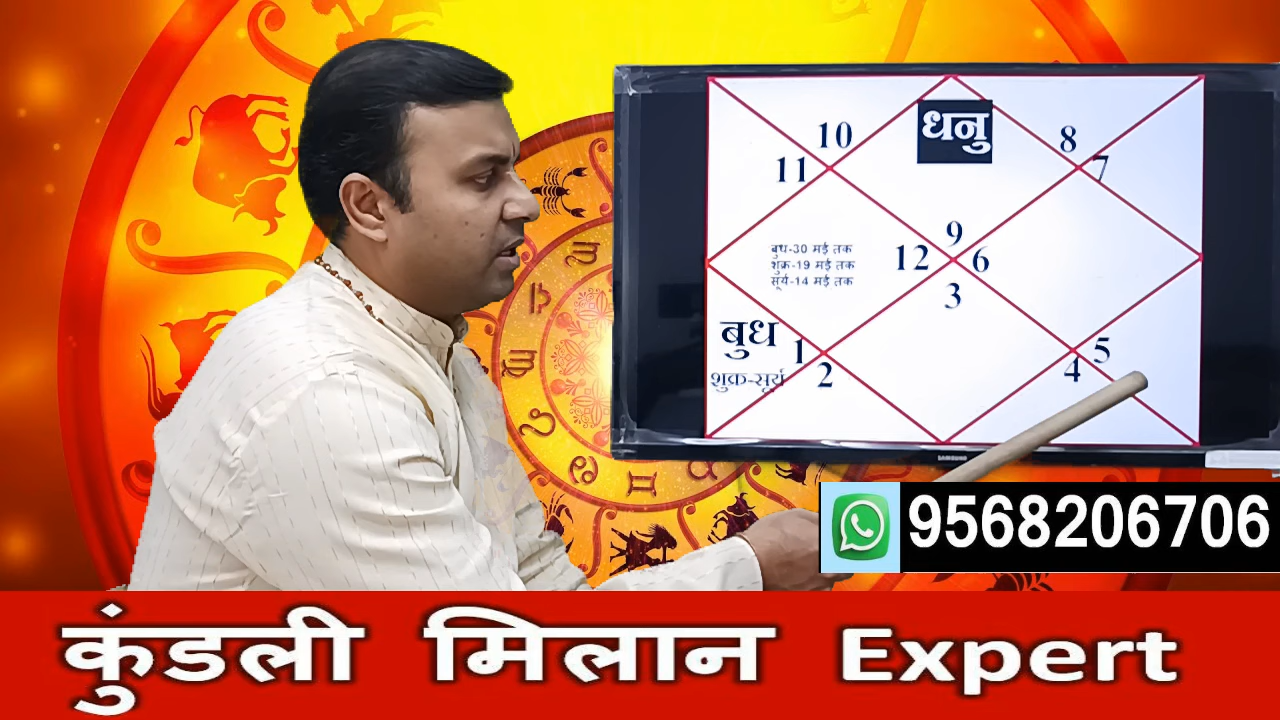 धनु
10
8
11
7
9
12
6
3
बुध-30 मई तक
शुक्र-19 मई तक
सूर्य-14 मई तक
बुध
1
शुक्र-सूर्य
2
5
4
SAMSUNG
9568206706
कुंडली मिलान Expert